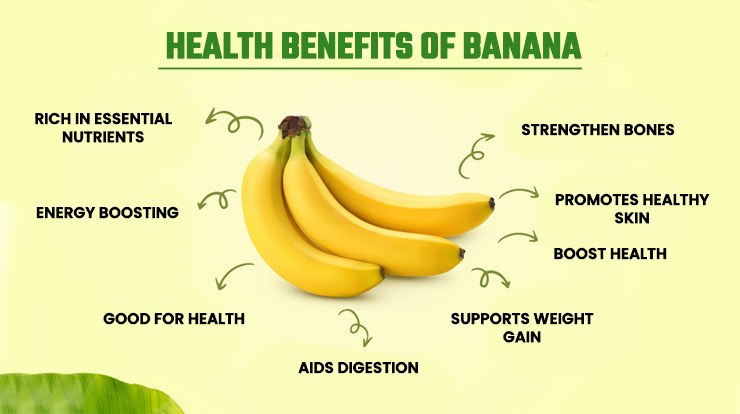 HEALTH BENEFITS OF BANANA
RICH IN ESSENTIAL
NUTRIENTS
STRENGTHEN BONES
ENERGY BOOSTING
PROMOTES HEALTHY
SKIN
BOOST HEALTH
GOOD FOR HEALTH
SUPPORTS WEIGHT
GAIN
AIDS DIGESTION